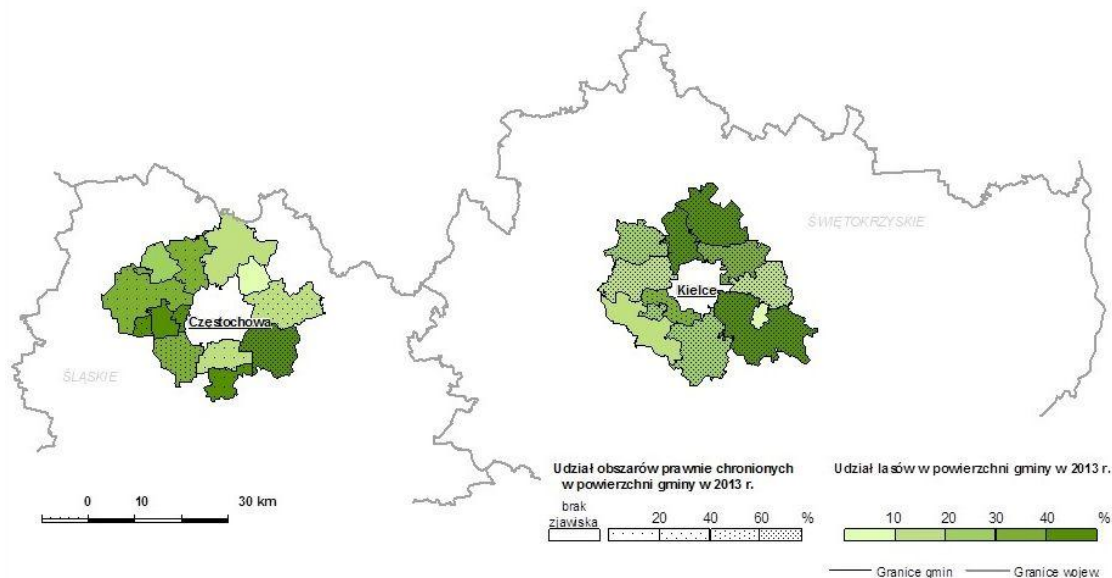 ŚWIĘTOKRZYSKIE
Kielce
Częstochowa
ŚLĄSKIE
Udział obszarów prawnie chronionych
w powierzchni gminy w 2013 r.
brak
zjawiska
20 40 60 %
Udział lasów w powierzchni gminy w 2013 r.
10 20 30 40 %
0 10 30 km
Granice gmin Granice wojew.